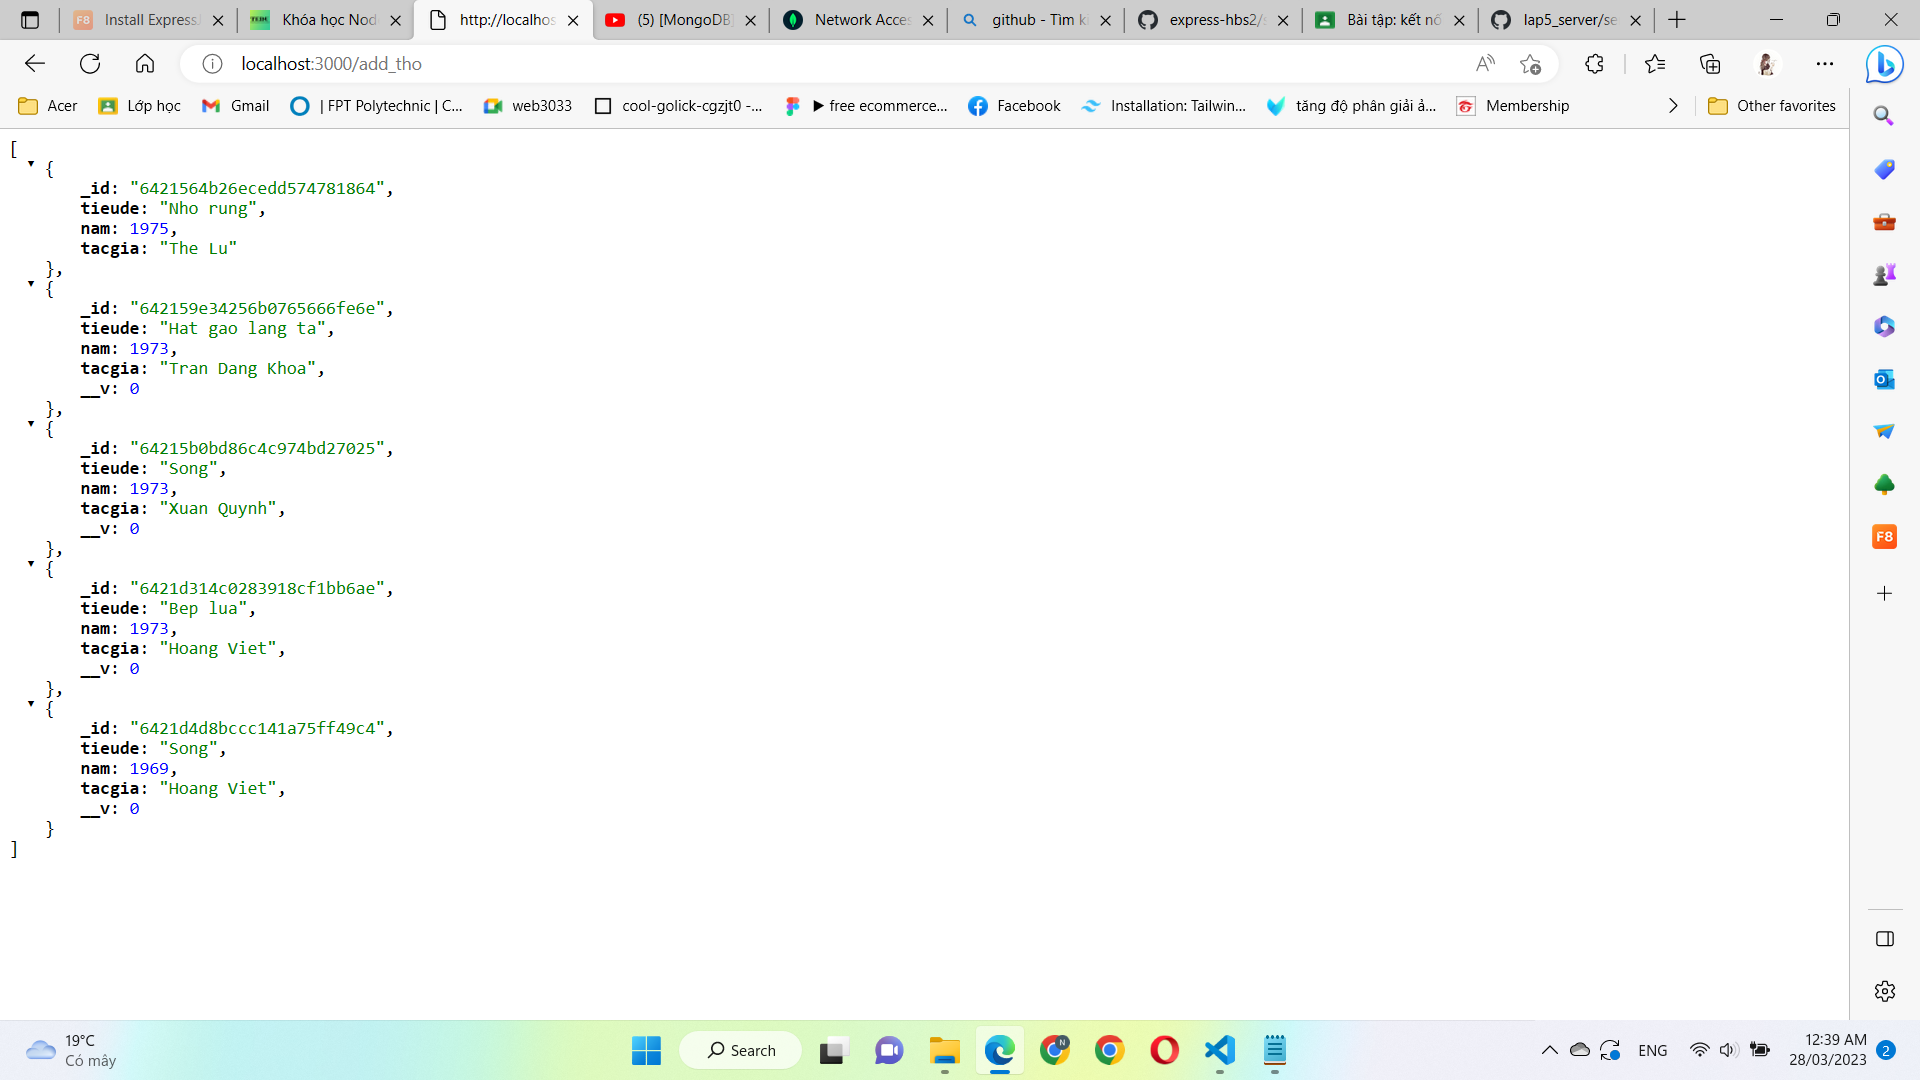 Install ExpressJ
Khóa học Nod
http://localhos
(5) [MongoDB]
Network Acces
github - Tìm k
express-hbs2/s
Bài tập: kết nố
lap5_server/se
localhost:3000/add_tho
Acer
Lớp học
Gmail
| FPT Polytechnic | C...
web3033
cool-golick-cgzjt0 -...
▶ free ecommerce...
Facebook
Installation: Tailwin...
tăng độ phân giải ả...
Membership
Other favorites
[
{
_id: "6421564b26ecedd574781864",
tieude: "Nho rung",
nam: 1975,
tacgia: "The Lu"
},
{
_id: "642159e34256b0765666fe6e",
tieude: "Hat gao lang ta",
nam: 1973,
tacgia: "Tran Dang Khoa",
__v: 0
},
{
_id: "64215b0bd86c4c974bd27025",
tieude: "Song",
nam: 1973,
tacgia: "Xuan Quynh",
__v: 0
},
{
_id: "6421d314c0283918cf1bb6ae",
tieude: "Bep lua",
nam: 1973,
tacgia: "Hoang Viet",
__v: 0
},
{
_id: "6421d4d8bccc141a75ff49c4",
tieude: "Song",
nam: 1969,
tacgia: "Hoang Viet",
__v: 0
}
]
F8
19°C
Có mây
Search
ENG
12:39 AM
28/03/2023
2